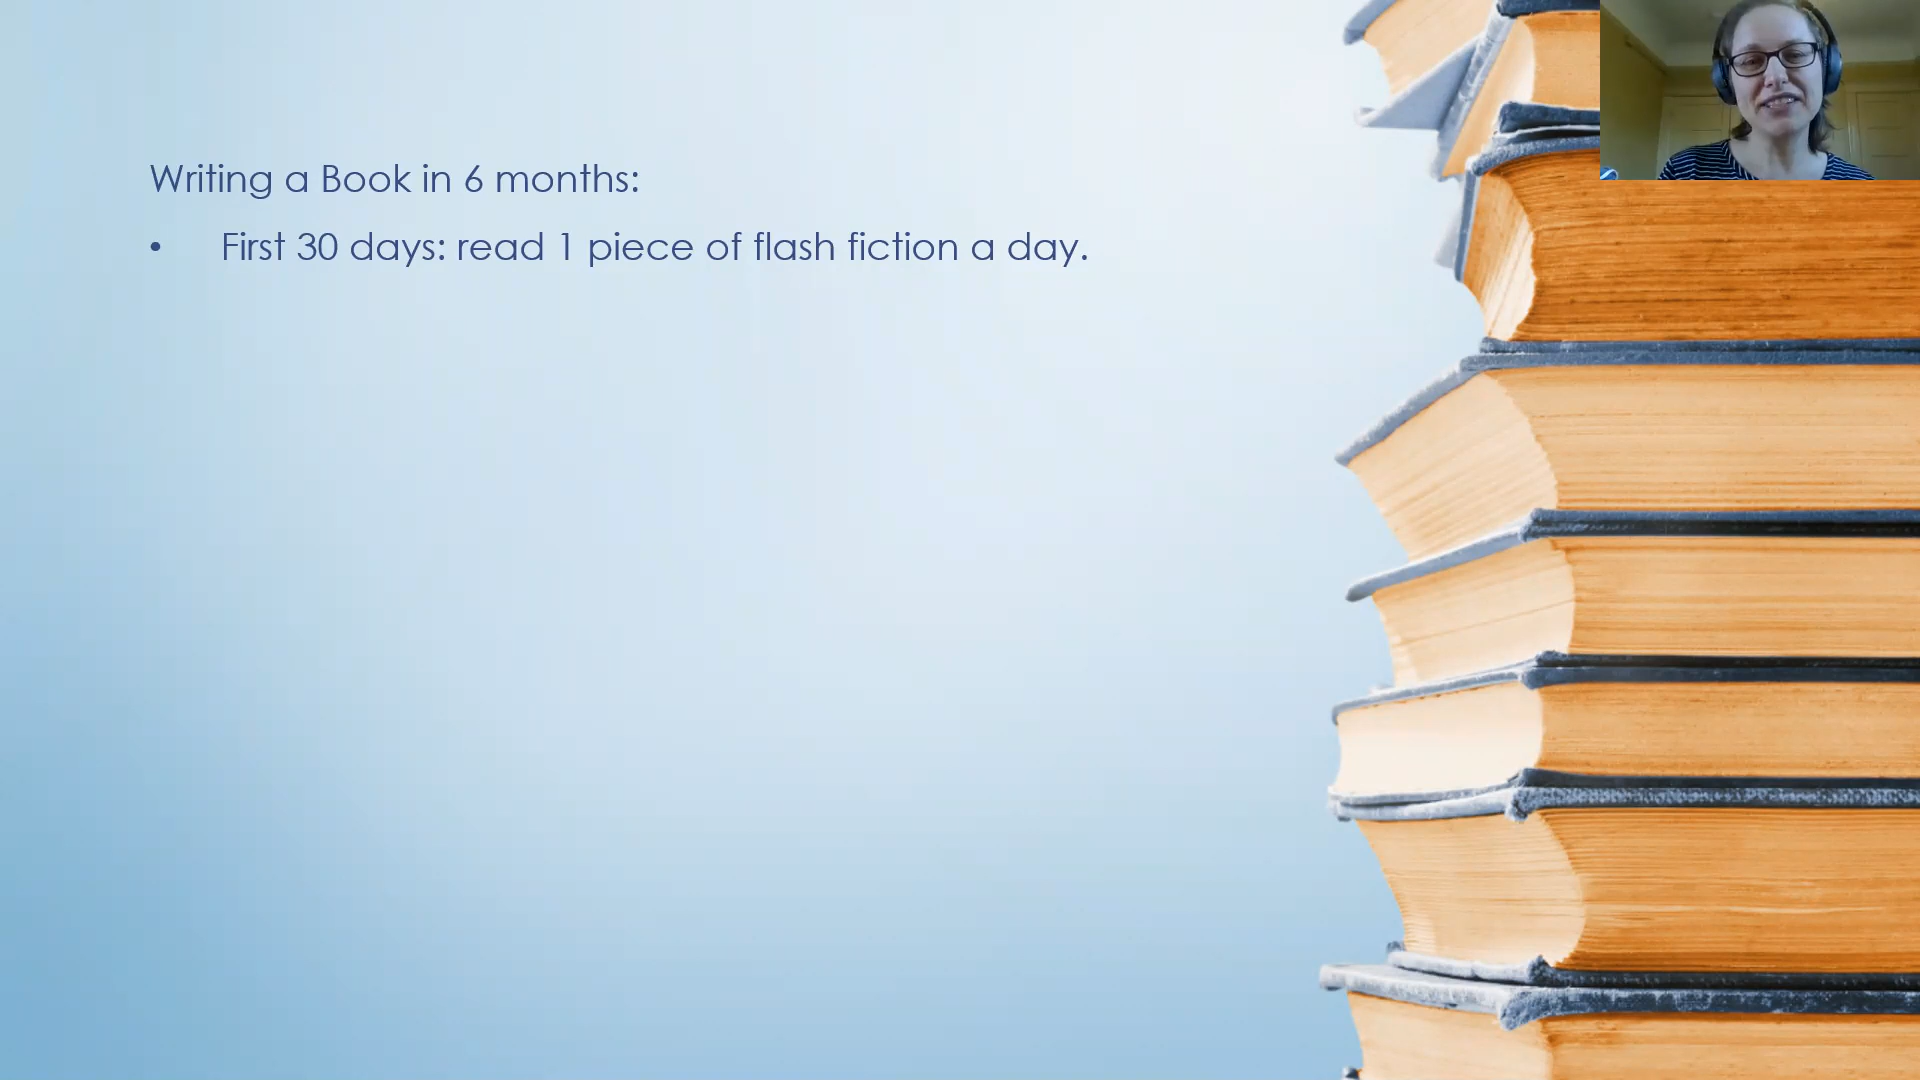 Writing a Book in 6 months:
• First 30 days: read 1 piece of flash fiction a day.